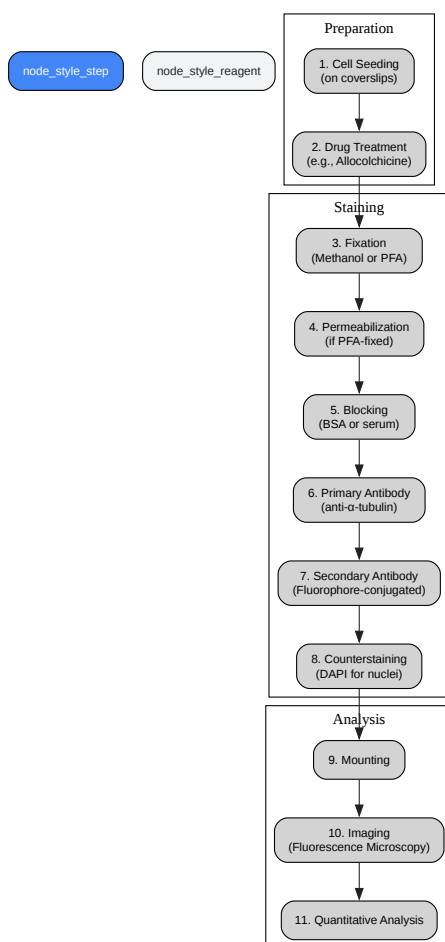 Preparation
node_style_step
node_style_reagent
1. Cell Seeding
(on coverslips)
2. Drug Treatment
(e.g., Allocolchicine)
Staining
3. Fixation
(Methanol or PFA)
4. Permeabilization
(if PFA-fixed)
5. Blocking
(BSA or serum)
6. Primary Antibody
(anti-α-tubulin)
7. Secondary Antibody
(Fluorophore-conjugated)
8. Counterstaining
(DAPI for nuclei)
Analysis
9. Mounting
10. Imaging
(Fluorescence Microscopy)
11. Quantitative Analysis